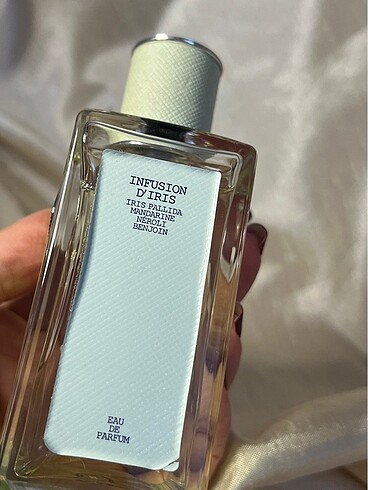 INFUSION
D'IRIS
IRIS PALLIDA
MANDARINE
NÉROLI
BENJOIN
EAU
DE
PARFUM